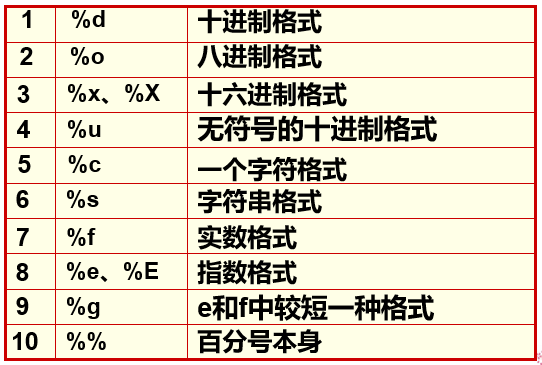 1 %d 十进制格式
2 %o 八进制格式
3 %x、%X 十六进制格式
4 %u 无符号的十进制格式
5 %c 一个字符格式
6 %s 字符串格式
7 %f 实数格式
8 %e、%E 指数格式
9 %g e和f中较短一种格式
10 %% 百分号本身